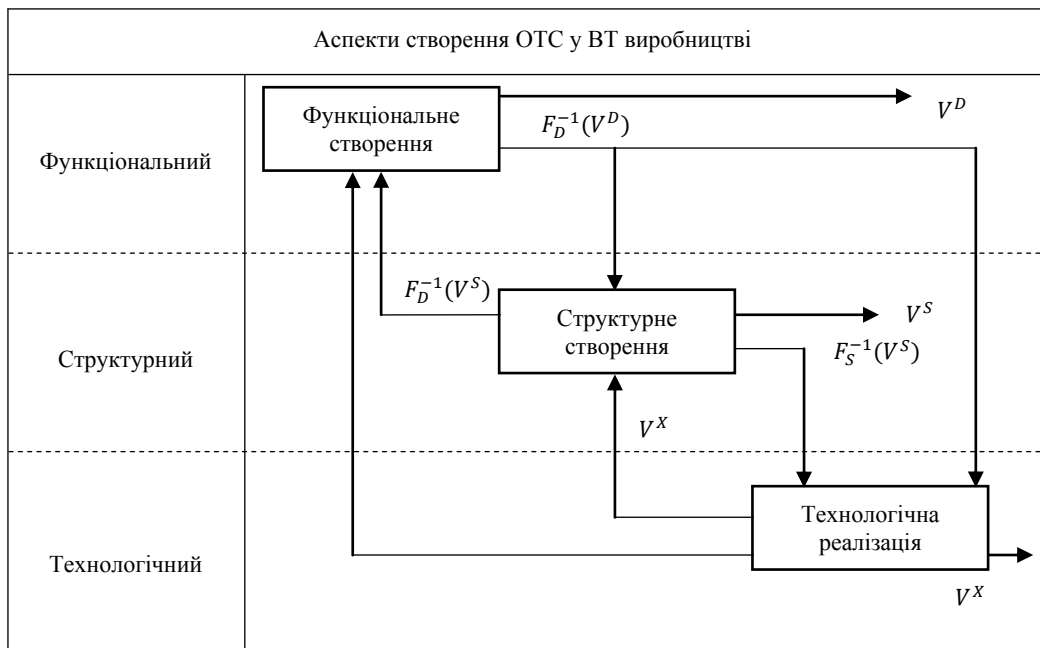 Аспекти створення ОТС у ВТ виробництві
Функціональний
Функціональне
створення
V^D
F_D^{-1}(V^D)
Структурний
F_D^{-1}(V^S)
Структурне
створення
V^S
F_S^{-1}(V^S)
V^X
Технологічний
Технологічна
реалізація
V^X